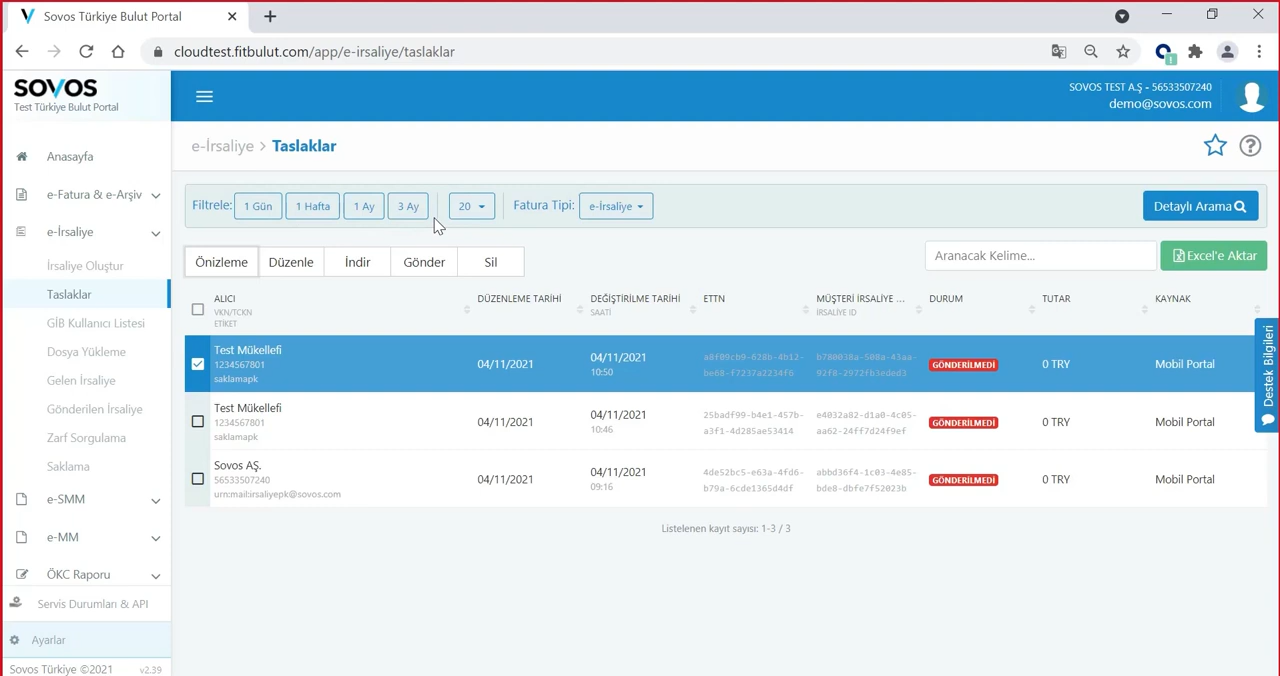 Sovos Türkiye Bulut Portal
cloudtest.fitbulut.com/app/e-irsaliye/taslaklar
SOVOS
Test Türkiye Bulut Portal
SOVOS TEST A.Ş - 56533507240
demo@sovos.com
Anasayfa
e-Fatura & e-Arşiv
e-İrsaliye
İrsaliye Oluştur
Taslaklar
GİB Kullanıcı Listesi
Dosya Yükleme
Gelen İrsaliye
Gönderilen İrsaliye
Zarf Sorgulama
Saklama
e-SMM
e-MM
ÖKC Raporu
Servis Durumları & API
Ayarlar
Sovos Türkiye ©2021 v2.39
e-İrsaliye > Taslaklar
Filtrele: 1 Gün 1 Hafta 1 Ay 3 Ay 20 Fatura Tipi: e-İrsaliye Detaylı Arama
Önizleme Düzenle İndir Gönder Sil Aranacak Kelime... Excel'e Aktar
ALICI DÜZENLEME TARİHİ DEĞİŞTİRİLME TARİHİ ETTN MÜŞTERİ İRSALİYE ... DURUM TUTAR KAYNAK
VKN/TCKN SAATİ İRSALİYE ID
ETİKET
Test Mükellefi
1234567801
saklamapk
04/11/2021
04/11/2021
10:50
GÖNDERİLMEDİ
0 TRY
Mobil Portal
Test Mükellefi
1234567801
saklamapk
04/11/2021
04/11/2021
10:46
25badf99-b4e1-457b-
a3f1-4d285ae53414
e4032a82-d1a0-4c05-
aa62-24ff7d24f9ef
GÖNDERİLMEDİ
0 TRY
Mobil Portal
Sovos AŞ.
56533507240
urn:mail:irsaliyepk@sovos.com
04/11/2021
04/11/2021
09:16
4de52bc5-e63a-4fd6-
b79a-6cde1365d4df
abbd36f4-1c03-4e85-
bde8-dbfe7f52023b
GÖNDERİLMEDİ
0 TRY
Mobil Portal
Listelenen kayıt sayısı: 1-3 / 3
Destek Bilgileri